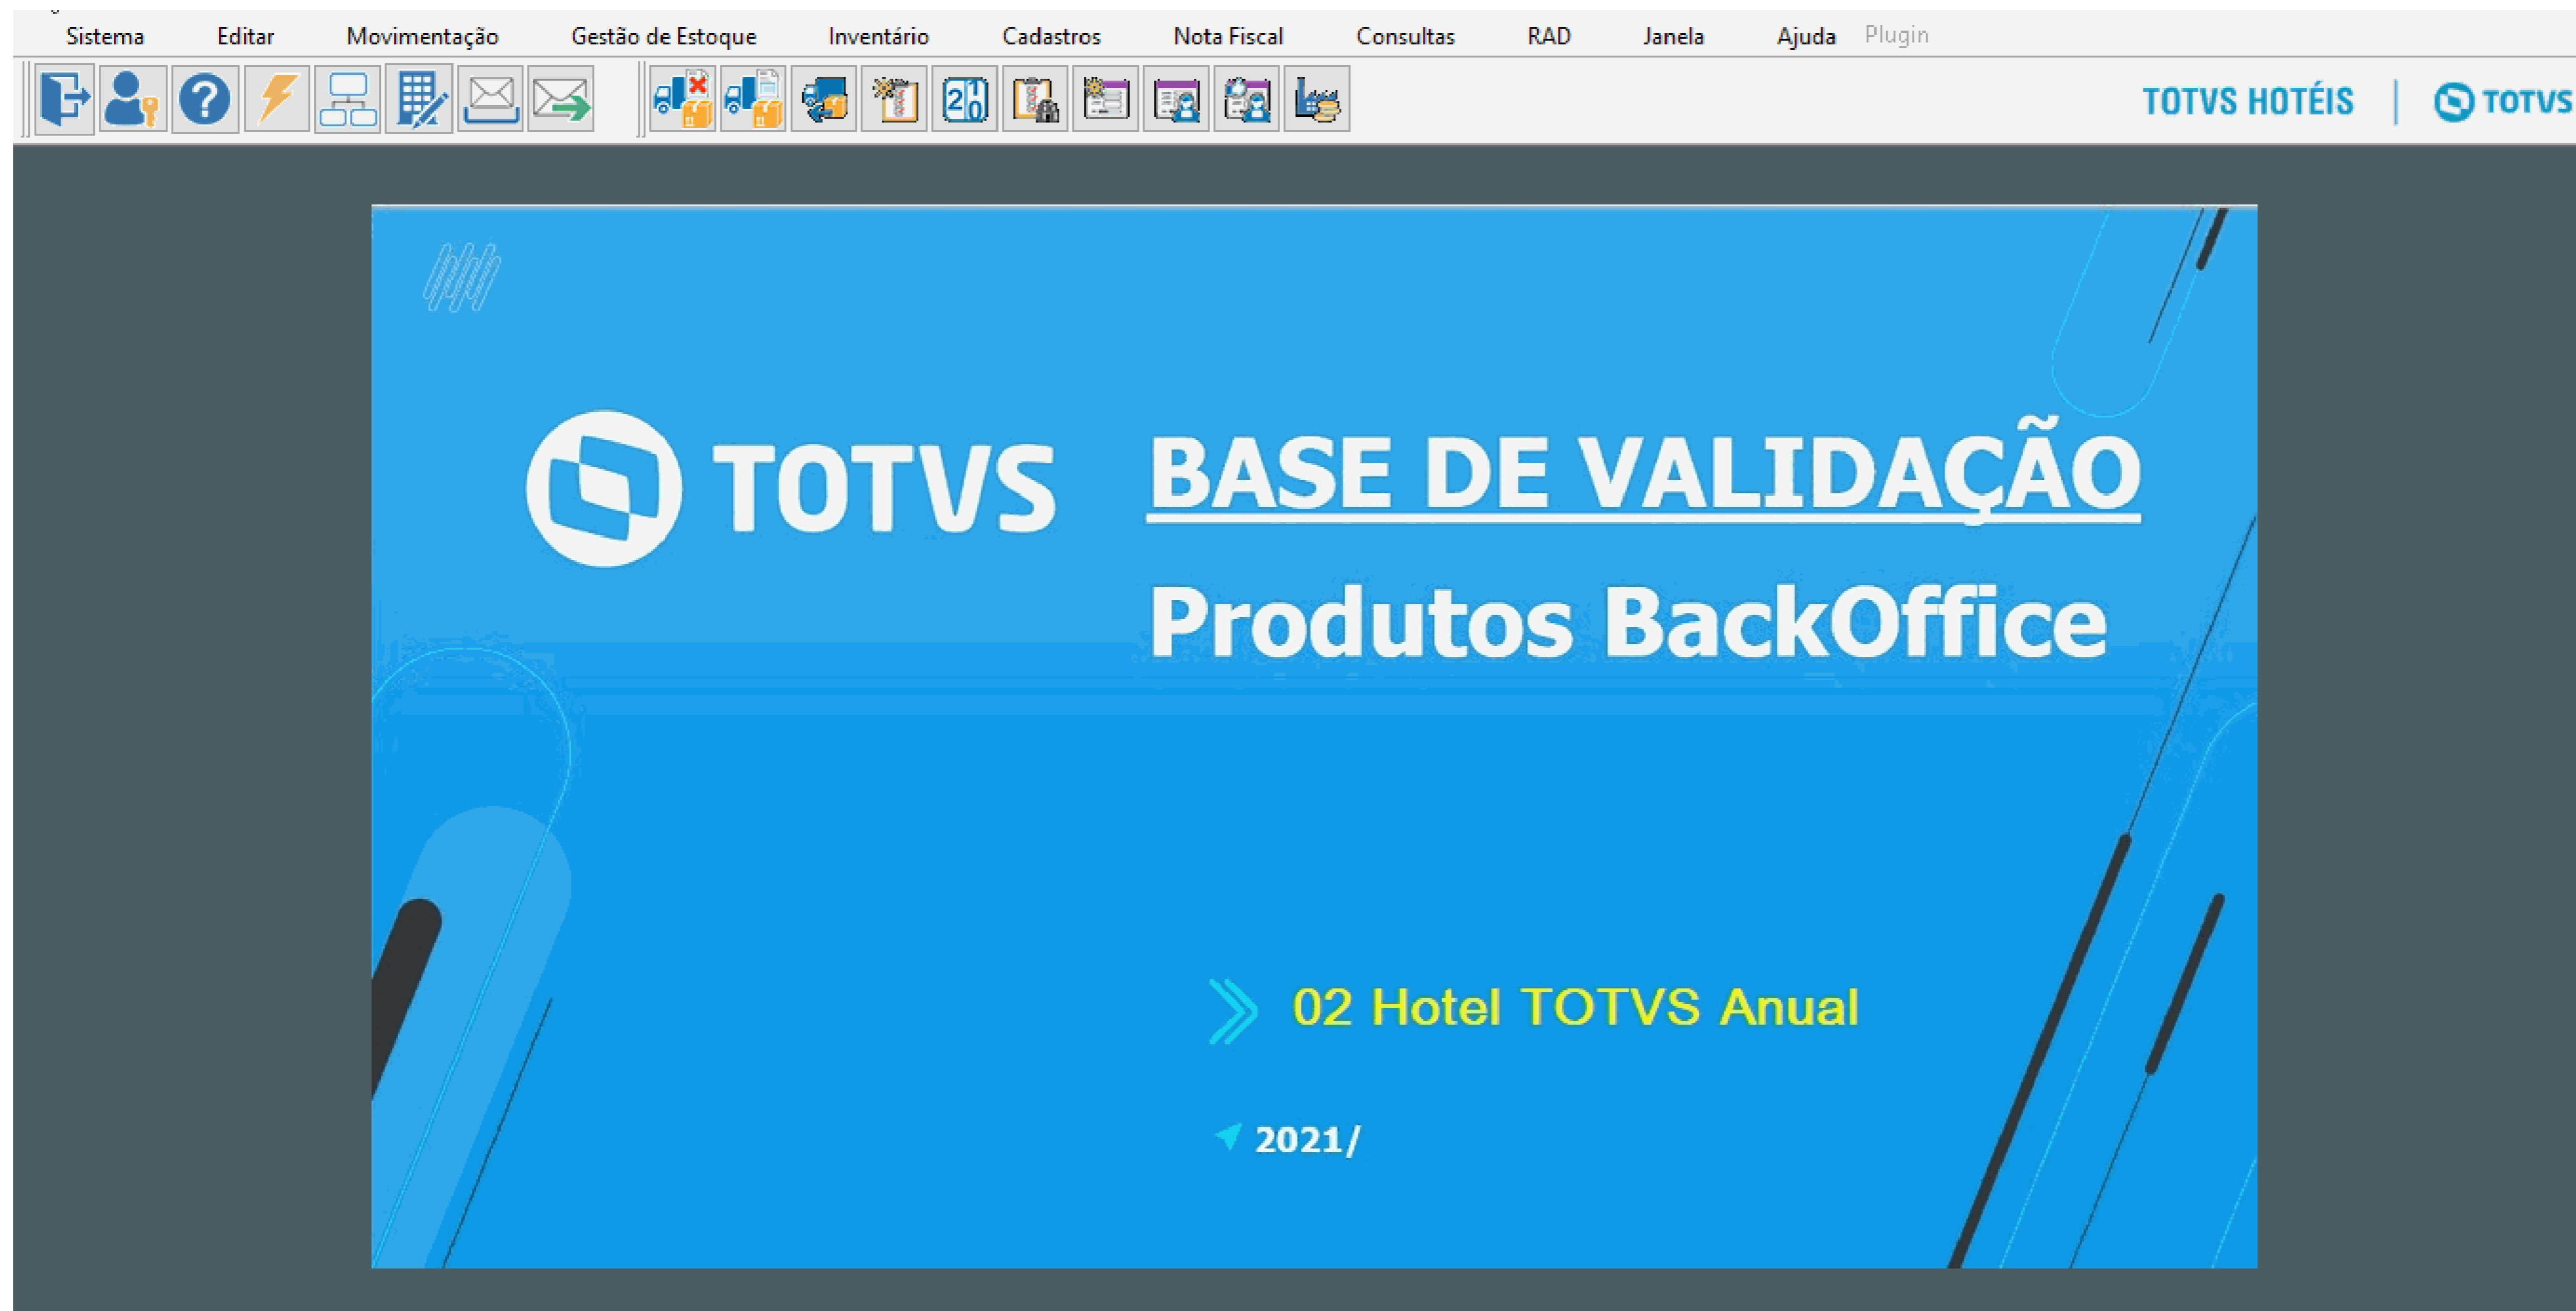 Sistema Editar Movimentação Gestão de Estoque Inventário Cadastros Nota Fiscal Consultas RAD Janela Ajuda Plugin
TOTVS HOTÉIS TOTVS
TOTVS BASE DE VALIDAÇÃO
Produtos BackOffice
02 Hotel TOTVS Anual
2021/